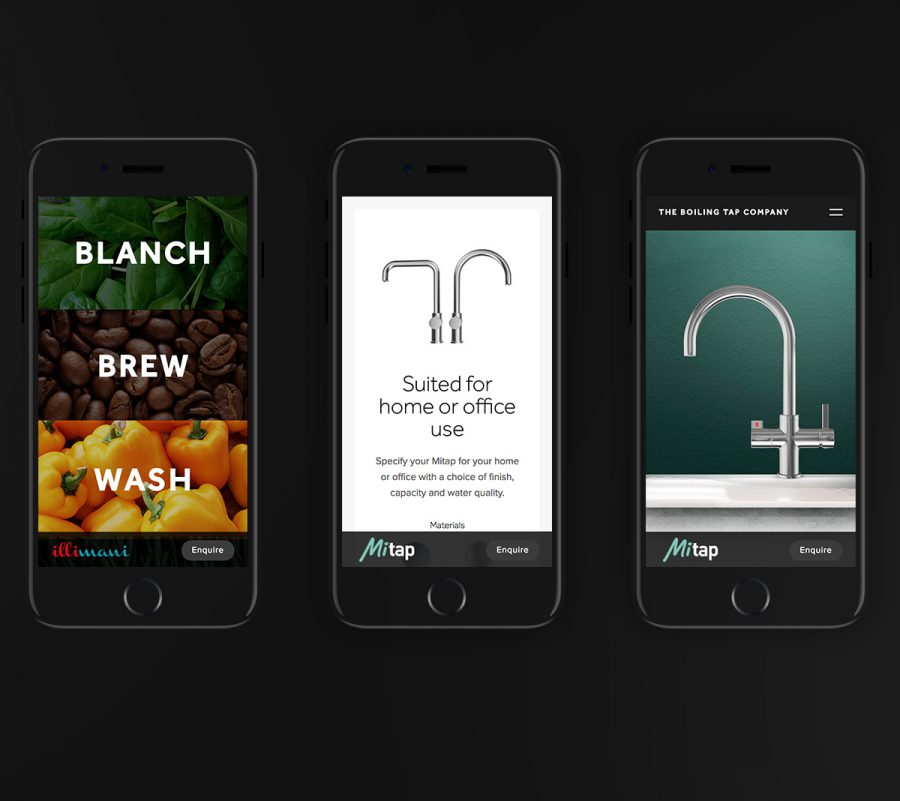 BLANCH
BREW
WASH
illimani
Enquire
Suited for
home or office
use
Specify your Mitap for your home
or office with a choice of finish,
capacity and water quality.
Materials
Mitap
Enquire
THE BOILING TAP COMPANY
Mitap
Enquire